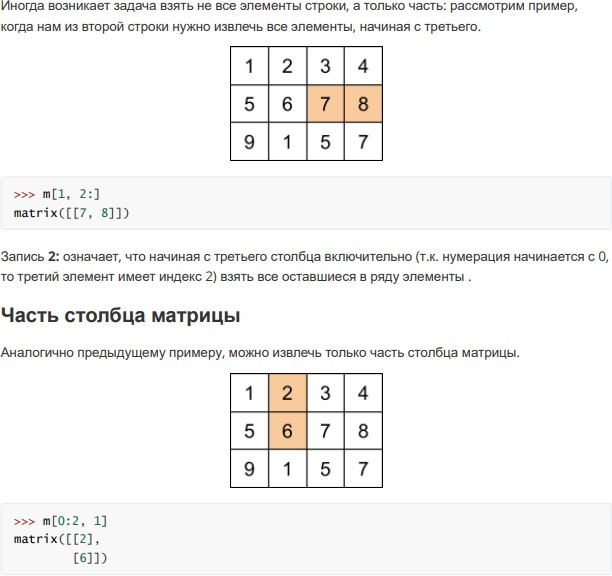 Иногда возникает задача взять не все элементы строки, а только часть: рассмотрим пример,
когда нам из второй строки нужно извлечь все элементы, начиная с третьего.
1 2 3 4
5 6 7 8
9 1 5 7
>>> m[1, 2:]
matrix([[7, 8]])
Запись 2: означает, что начиная с третьего столбца включительно (т.к. нумерация начинается с 0,
то третий элемент имеет индекс 2) взять все оставшиеся в ряду элементы .
Часть столбца матрицы
Аналогично предыдущему примеру, можно извлечь только часть столбца матрицы.
1 2 3 4
5 6 7 8
9 1 5 7
>>> m[0:2, 1]
matrix([[2],
        [6]])